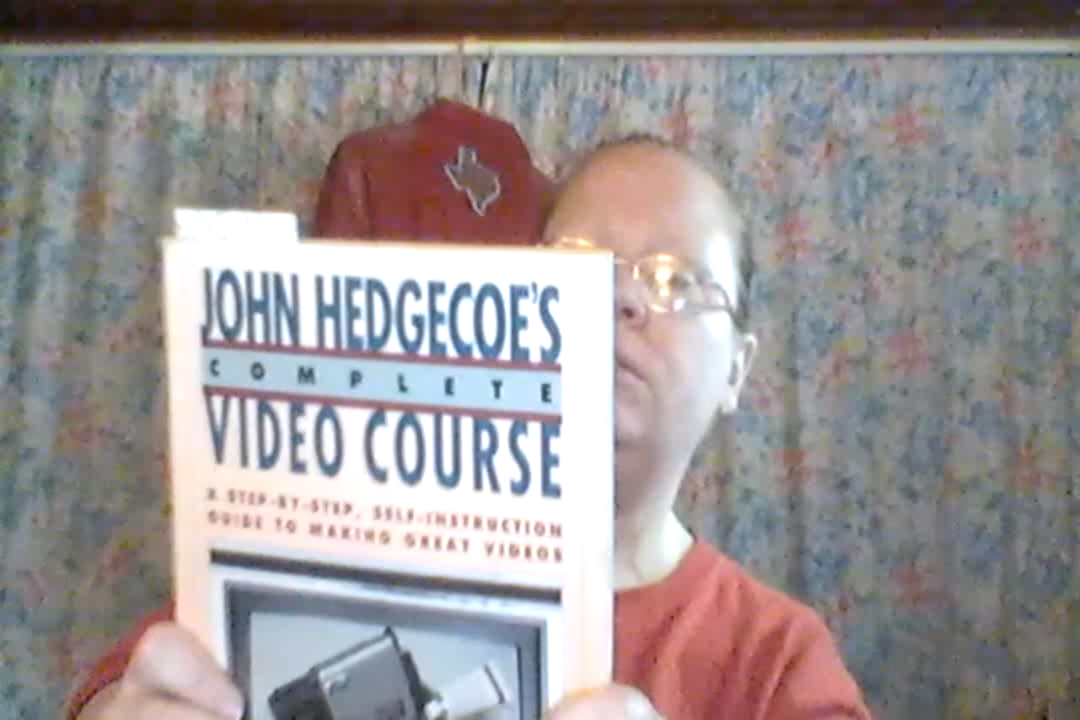 JOHN HEDGECOE'S
COMPLETE
VIDEO COURSE
A STEP-BY-STEP, SELF-INSTRUCTION
GUIDE TO MAKING GREAT VIDEOS